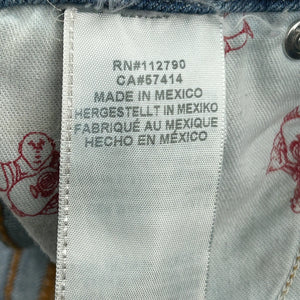 RN#112790
CA#57414
MADE IN MEXICO
HERGESTELLT IN MEXIKO
FABRIQUÉ AU MEXIQUE
HECHO EN MÉXICO